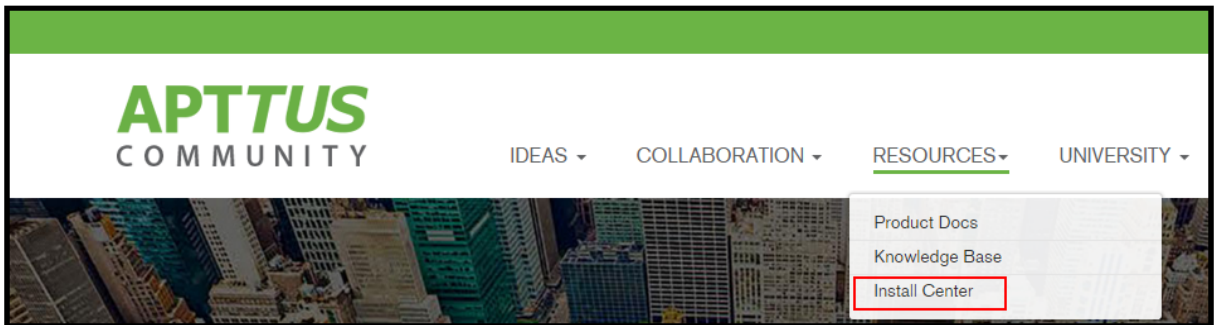 APTTUS
COMMUNITY
IDEAS COLLABORATION RESOURCES UNIVERSITY
Product Docs
Knowledge Base
Install Center